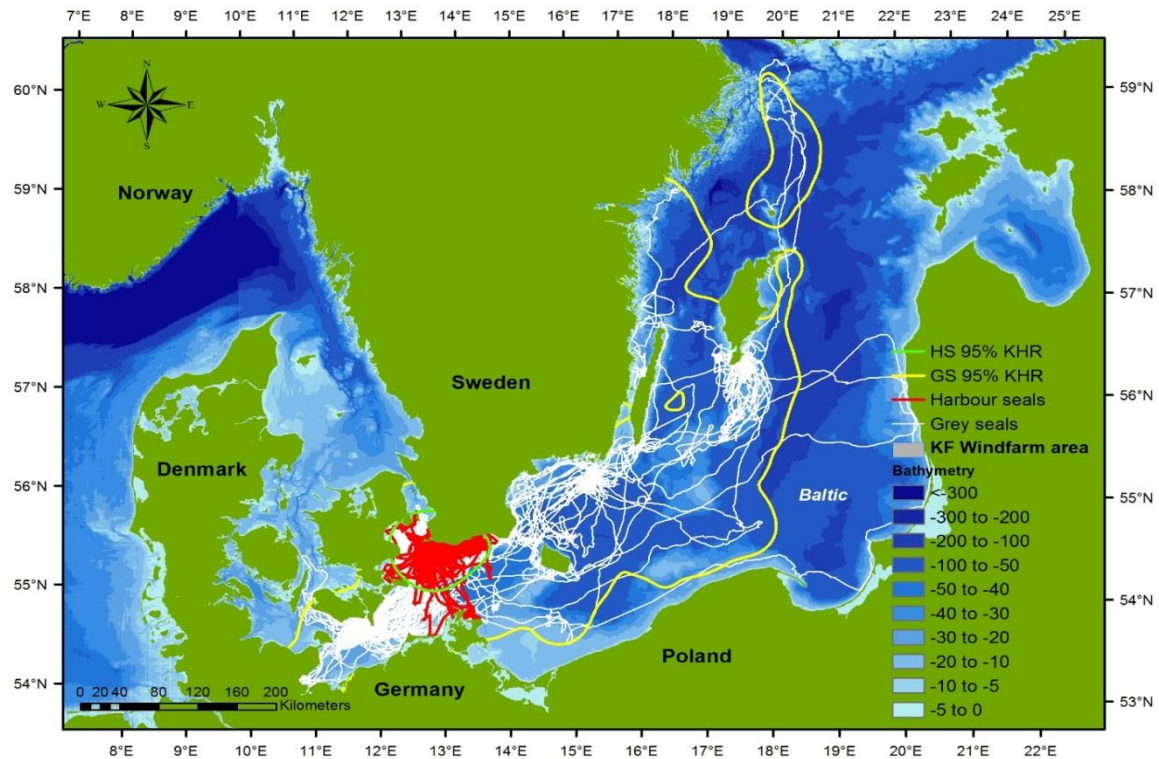 7°E 8°E 9°E 10°E 11°E 12°E 13°E 14°E 15°E 16°E 17°E 18°E 19°E 20°E 21°E 22°E 23°E 24°E 25°E
N
W E
S
60°N
59°N
Norway
59°N
58°N
58°N
57°N
HS 95% KHR
57°N
Sweden
56°N
GS 95% KHR
Harbour seals
Denmark
Grey seals
KF Windfarm area
Bathymetry
56°N
Baltic
<-300
55°N
-300 to -200
-200 to -100
-100 to -50
55°N
54°N
-50 to -40
-40 to -30
-30 to -20
Poland
-20 to -10
54°N
Germany
-10 to -5
53°N
0 20 40 80 120 160 200
Kilometers
-5 to 0
8°E 9°E 10°E 11°E 12°E 13°E 14°E 15°E 16°E 17°E 18°E 19°E 20°E 21°E 22°E